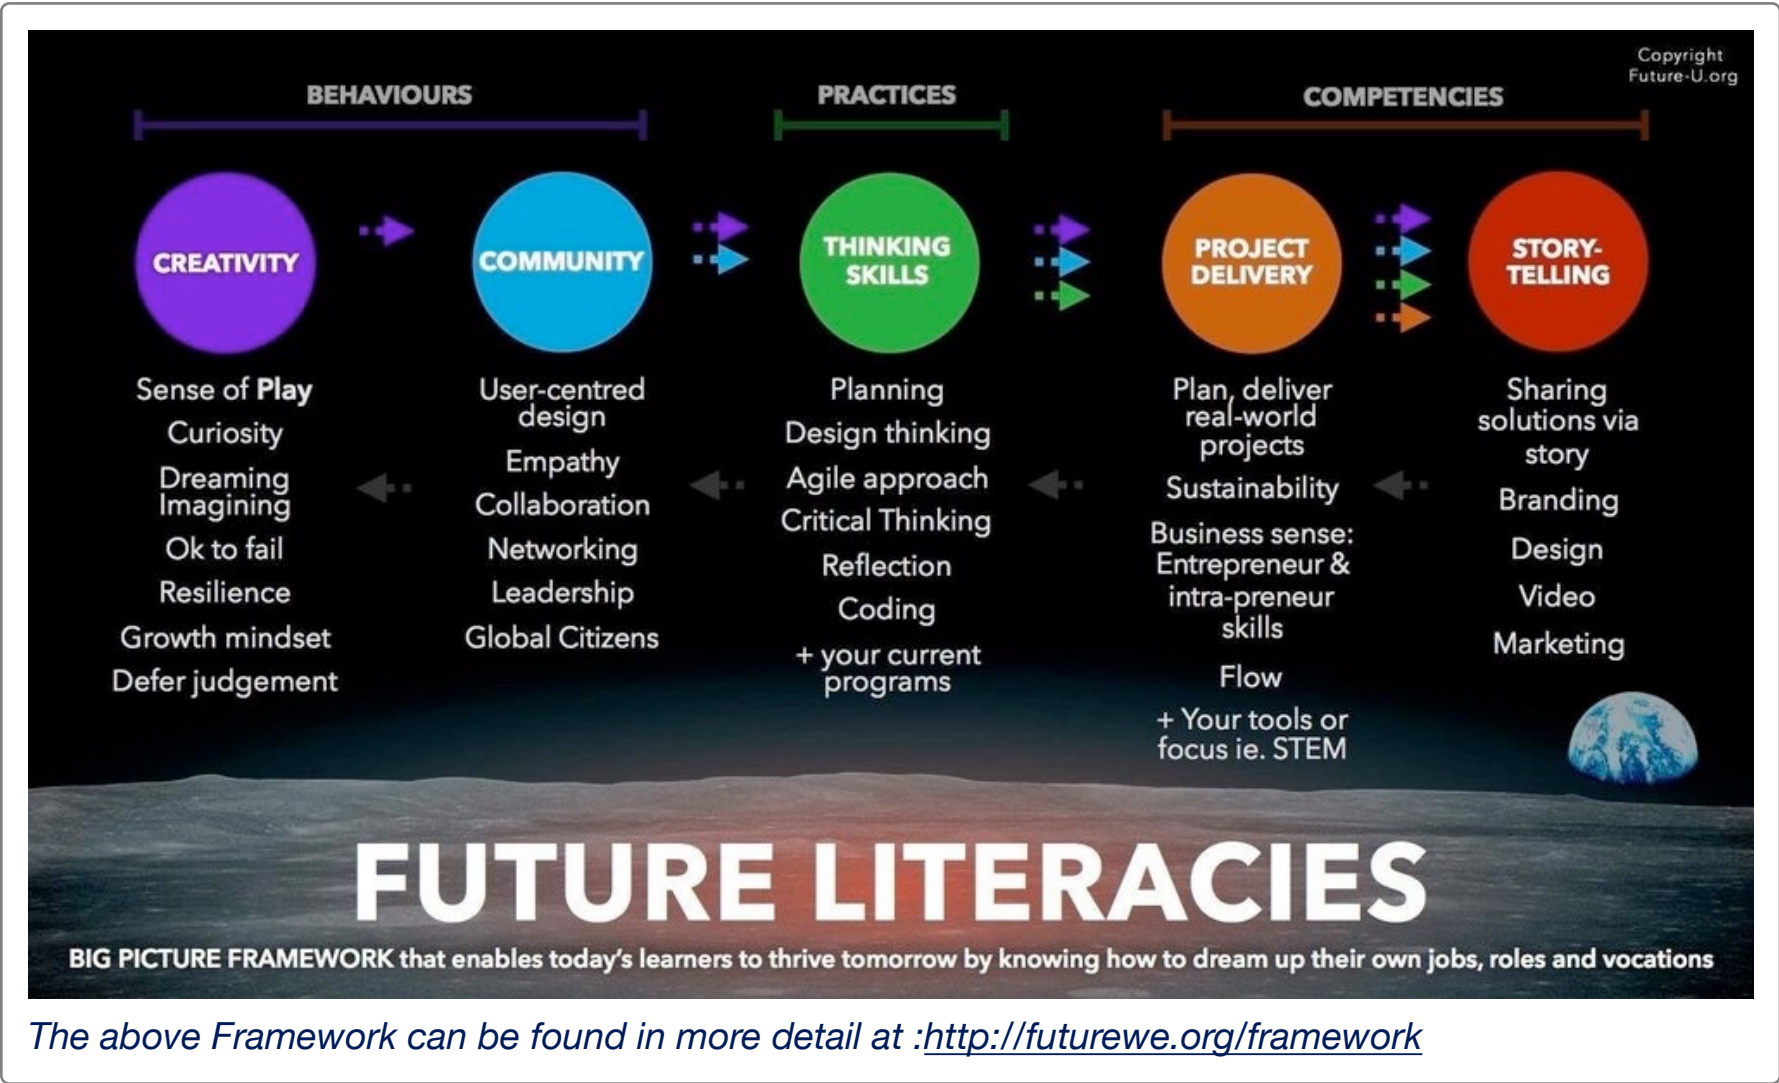 Copyright
Future-U.org
BEHAVIOURS
PRACTICES
COMPETENCIES
CREATIVITY
Sense of Play
Curiosity
Dreaming
Imagining
Ok to fail
Resilience
Growth mindset
Defer judgement
COMMUNITY
User-centred
design
Empathy
Collaboration
Networking
Leadership
Global Citizens
THINKING
SKILLS
Planning
Design thinking
Agile approach
Critical Thinking
Reflection
Coding
+ your current
programs
PROJECT
DELIVERY
Plan, deliver
real-world
projects
Sustainability
Business sense:
Entrepreneur &
intra-preneur
skills
Flow
+ Your tools or
focus ie. STEM
STORY-
TELLING
Sharing
solutions via
story
Branding
Design
Video
Marketing
FUTURE LITERACIES
BIG PICTURE FRAMEWORK that enables today's learners to thrive tomorrow by knowing how to dream up their own jobs, roles and vocations
The above Framework can be found in more detail at :http://futurewe.org/framework